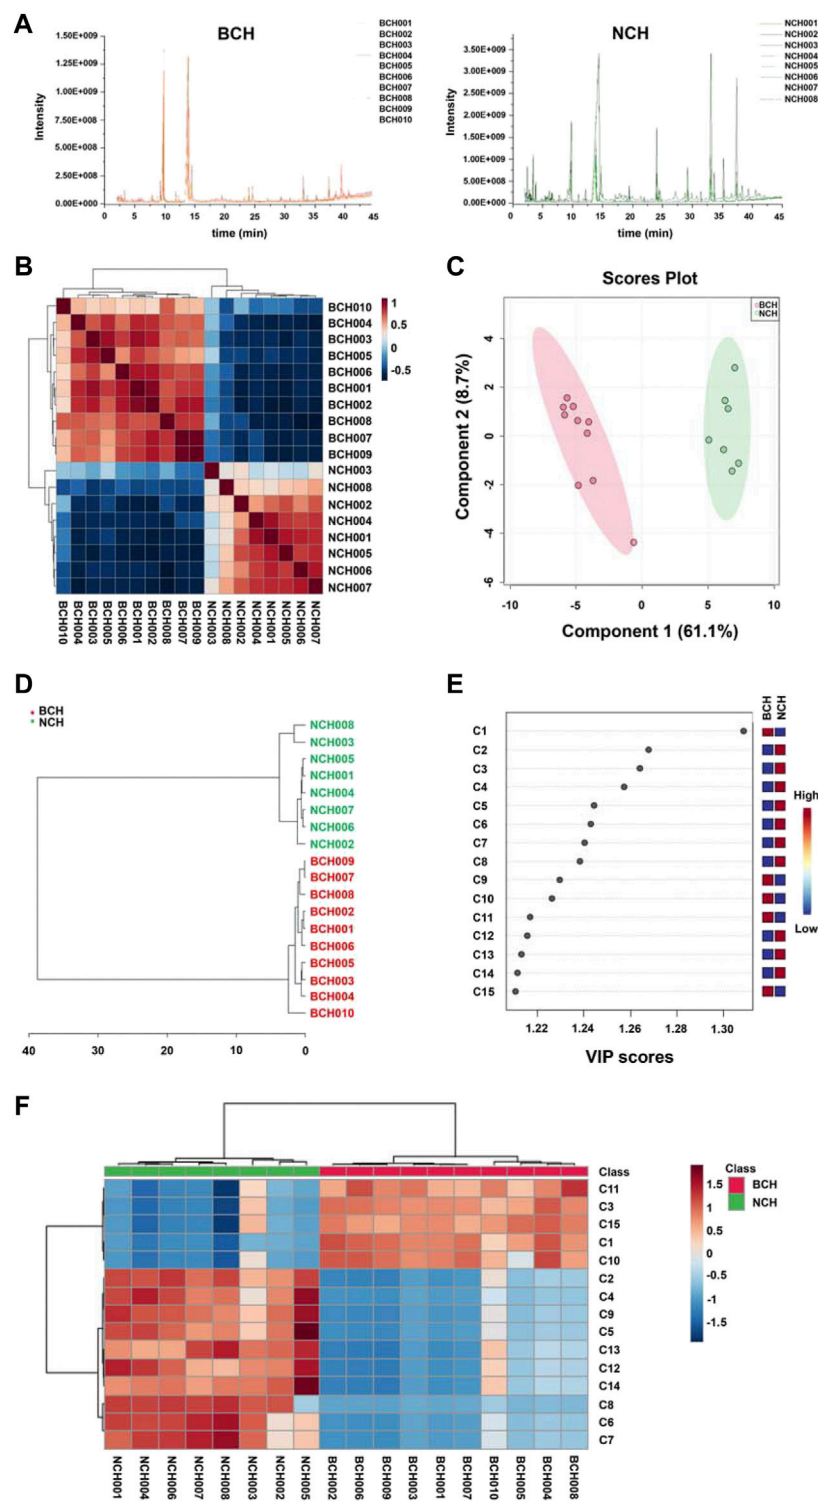 A
BCH
BCH001
BCH002
BCH003
BCH004
BCH005
BCH006
BCH007
BCH008
BCH009
BCH010
1.50E+009
1.25E+009
1.00E+009
7.50E+008
5.00E+008
2.50E+008
0.00E+000
Intensity
0 5 10 15 20 25 30 35 40 45
time (min)
NCH
NCH001
NCH002
NCH003
NCH004
NCH005
NCH006
NCH007
NCH008
3.50E+009
3.00E+009
2.50E+009
2.00E+009
1.50E+009
1.00E+009
5.00E+008
0.00E+000
Intensity
0 5 10 15 20 25 30 35 40 45
time (min)
B
BCH010
BCH004
BCH003
BCH005
BCH006
BCH001
BCH002
BCH008
BCH007
BCH009
NCH003
NCH008
NCH002
NCH004
NCH001
NCH005
NCH006
NCH007
1
0.5
0
-0.5
BCH010 BCH004 BCH003 BCH005 BCH006 BCH001 BCH002 BCH008 BCH007 BCH009 NCH003 NCH008 NCH002 NCH004 NCH001 NCH005 NCH006 NCH007
C
Scores Plot
BCH
NCH
4
2
0
-2
-4
-6
Component 2 (8.7%)
-10 -5 0 5 10
Component 1 (61.1%)
D
BCH
NCH
NCH008
NCH003
NCH005
NCH001
NCH004
NCH007
NCH006
NCH002
BCH009
BCH007
BCH008
BCH002
BCH001
BCH006
BCH005
BCH003
BCH004
BCH010
40 30 20 10 0
E
BCH NCH
C1
C2
C3
C4
C5
C6
C7
C8
C9
C10
C11
C12
C13
C14
C15
High
Low
1.22 1.24 1.26 1.28 1.30
VIP scores
F
Class
C11
C3
C15
C1
C10
C2
C4
C9
C5
C13
C12
C14
C8
C6
C7
1.5
1
0.5
0
-0.5
-1
-1.5
Class
BCH
NCH
NCH001 NCH004 NCH006 NCH007 NCH008 NCH003 NCH002 NCH005 BCH002 BCH006 BCH009 BCH003 BCH001 BCH007 BCH010 BCH005 BCH004 BCH008